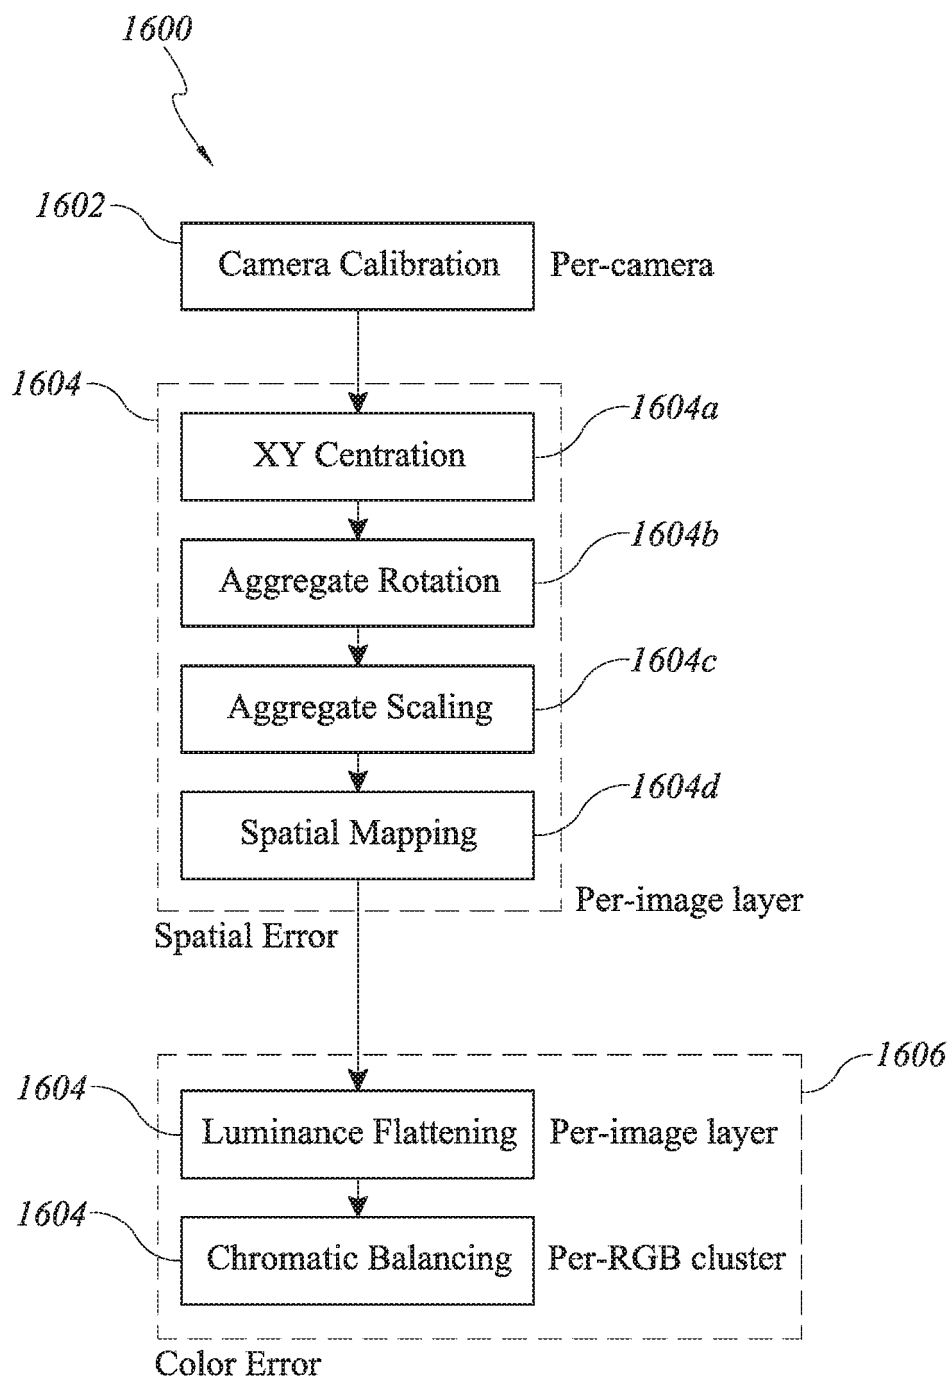 1600
1602
Camera Calibration
Per-camera
1604
1604a
XY Centration
1604b
Aggregate Rotation
1604c
Aggregate Scaling
1604d
Spatial Mapping
Per-image layer
Spatial Error
1606
1604
Luminance Flattening
Per-image layer
1604
Chromatic Balancing
Per-RGB cluster
Color Error